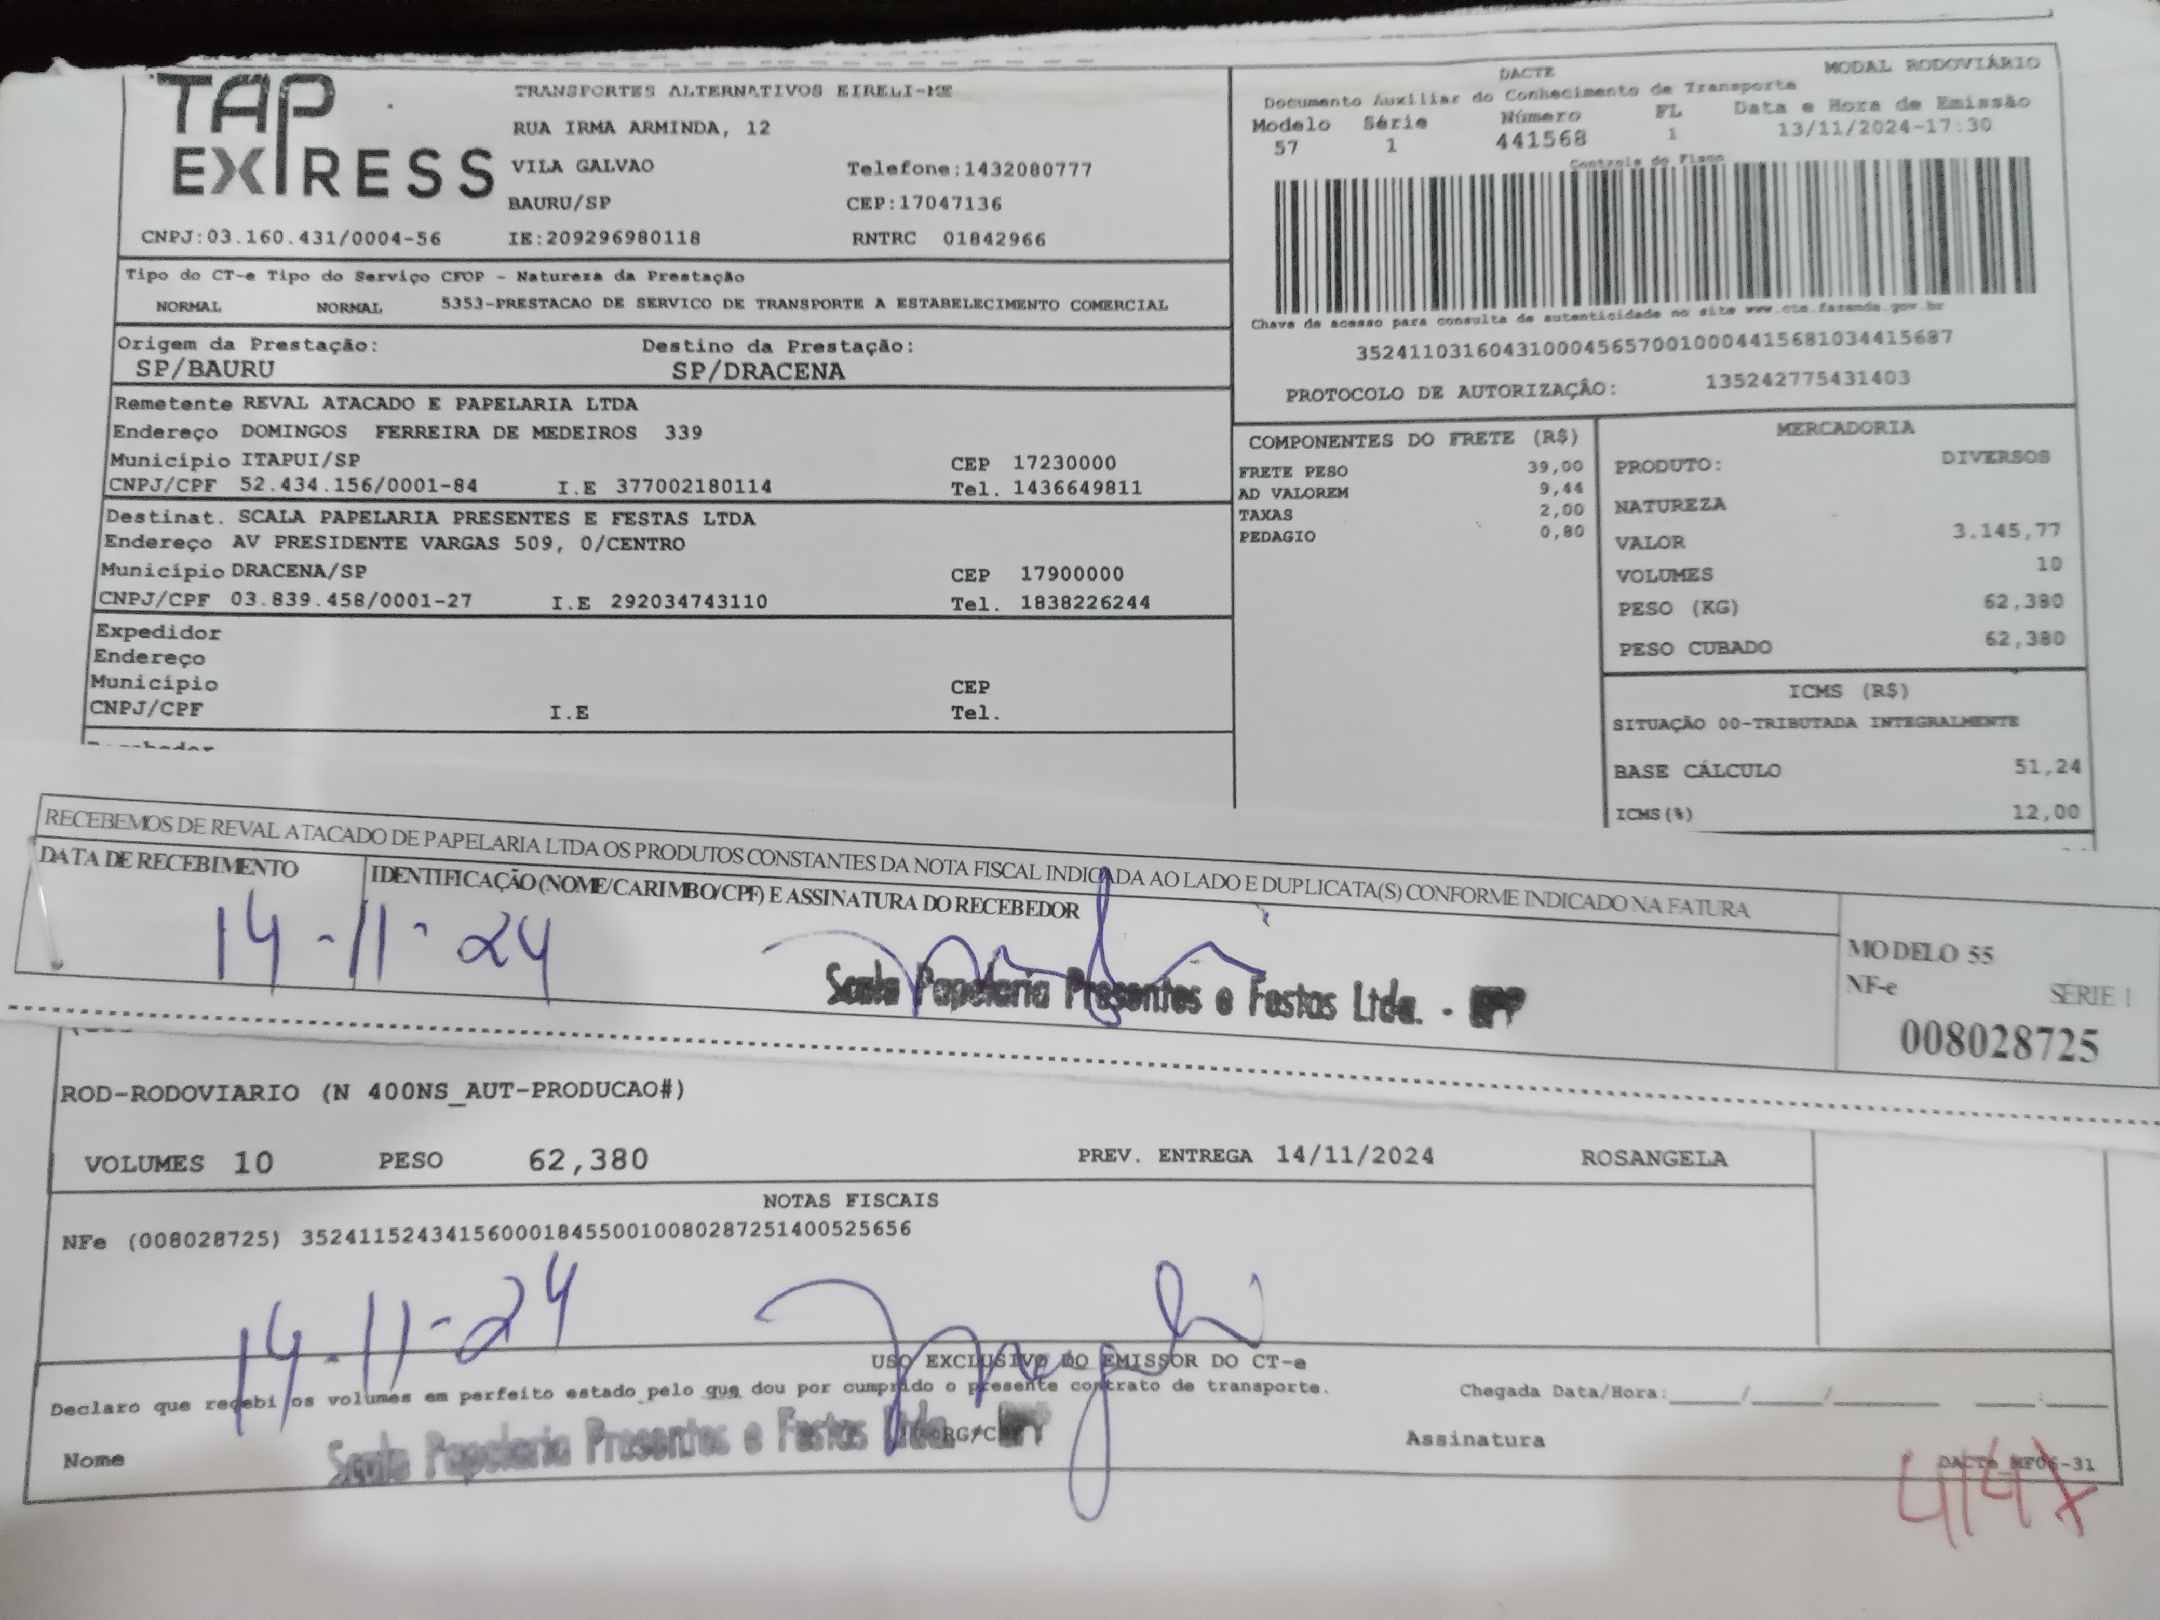 TAP
EXPRESS
TRANSPORTES ALTERNATIVOS EIRELI-ME
RUA IRMA ARMINDA, 12
VILA GALVAO Telefone:1432080777
BAURU/SP CEP:17047136
CNPJ:03.160.431/0004-56 IE:209296980118 RNTRC 01842966
Tipo do CT-e Tipo do Serviço CFOP - Natureza da Prestação
NORMAL NORMAL 5353-PRESTACAO DE SERVICO DE TRANSPORTE A ESTABELECIMENTO COMERCIAL
Origem da Prestação: Destino da Prestação:
SP/BAURU SP/DRACENA
Remetente REVAL ATACADO E PAPELARIA LTDA
Endereço DOMINGOS FERREIRA DE MEDEIROS 339
Município ITAPUI/SP CEP 17230000
CNPJ/CPF 52.434.156/0001-84 I.E 377002180114 Tel. 1436649811
Destinat. SCALA PAPELARIA PRESENTES E FESTAS LTDA
Endereço AV PRESIDENTE VARGAS 509, 0/CENTRO
Município DRACENA/SP CEP 17900000
CNPJ/CPF 03.839.458/0001-27 I.E 292034743110 Tel. 1838226244
Expedidor
Endereço
Município CEP
CNPJ/CPF I.E Tel.
DACTE MODAL RODOVIÁRIO
Documento Auxiliar do Conhecimento de Transporte
Modelo Série Número FL Data e Hora de Emissão
57 1 441568 1 13/11/2024-17:30
Controle do Fisco
Chave de acesso para consulta de autenticidade no site www.cte.fazenda.gov.br
35241103160431000456570010004415681034415687
PROTOCOLO DE AUTORIZAÇÃO: 135242775431403
COMPONENTES DO FRETE (R$)
FRETE PESO 39,00
AD VALOREM 9,44
TAXAS 2,00
PEDAGIO 0,80
MERCADORIA
PRODUTO: DIVERSOS
NATUREZA
VALOR 3.145,77
VOLUMES 10
PESO (KG) 62,380
PESO CUBADO 62,380
ICMS (R$)
SITUAÇÃO 00-TRIBUTADA INTEGRALMENTE
BASE CÁLCULO 51,24
ICMS(%) 12,00
RECEBEMOS DE REVAL ATACADO DE PAPELARIA LTDA OS PRODUTOS CONSTANTES DA NOTA FISCAL INDICADA AO LADO E DUPLICATA(S) CONFORME INDICADO NA FATURA
DATA DE RECEBIMENTO IDENTIFICAÇÃO (NOME/CARIMBO/CPF) E ASSINATURA DO RECEBEDOR
14-11-24
Scala Papelaria Presentes e Festas Ltda. - EPP
MODELO 55
NF-e SÉRIE 1
008028725
ROD-RODOVIARIO (N 400NS_AUT-PRODUCAO#)
VOLUMES 10 PESO 62,380 PREV. ENTREGA 14/11/2024 ROSANGELA
NOTAS FISCAIS
NFe (008028725) 35241152434156000184550010080287251400525656
14-11-24
USO EXCLUSIVO DO EMISSOR DO CT-e
Declaro que recebi os volumes em perfeito estado pelo que dou por cumprido o presente contrato de transporte. Chegada Data/Hora:____/____/____ ____:____
Nome Scala Papelaria Presentes e Festas Ltda. Assinatura